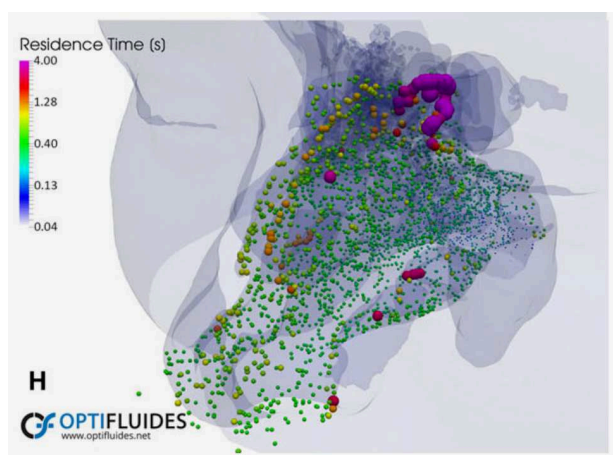 Residence Time (s)
4.00
1.28
0.40
0.13
0.04
H
OPTIFLUIDES
www.optifluides.net